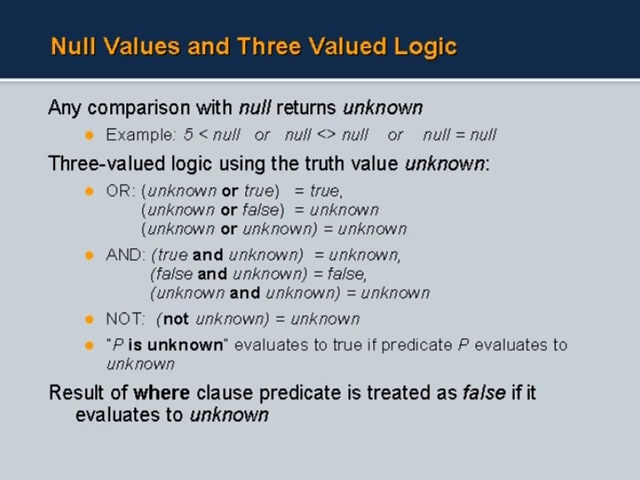 Null Values and Three Valued Logic
Any comparison with null returns unknown
● Example: 5 < null or null <> null or null = null
Three-valued logic using the truth value unknown:
● OR: (unknown or true) = true,
(unknown or false) = unknown
(unknown or unknown) = unknown
● AND: (true and unknown) = unknown,
(false and unknown) = false,
(unknown and unknown) = unknown
● NOT: (not unknown) = unknown
● "P is unknown" evaluates to true if predicate P evaluates to
unknown
Result of where clause predicate is treated as false if it
evaluates to unknown